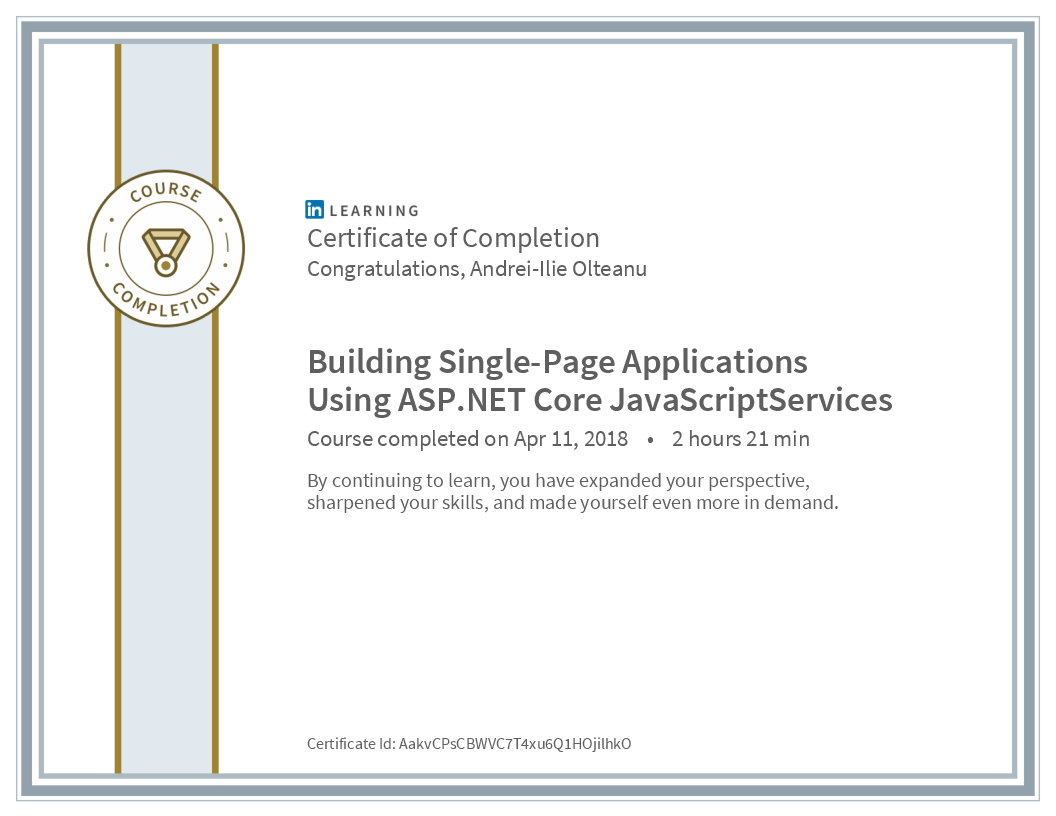 COURSE
COMPLETION
in LEARNING
Certificate of Completion
Congratulations, Andrei-Ilie Olteanu
Building Single-Page Applications
Using ASP.NET Core JavaScriptServices
Course completed on Apr 11, 2018 • 2 hours 21 min
By continuing to learn, you have expanded your perspective,
sharpened your skills, and made yourself even more in demand.
Certificate Id: AakvCPsCBWVC7T4xu6Q1HOjilhkO